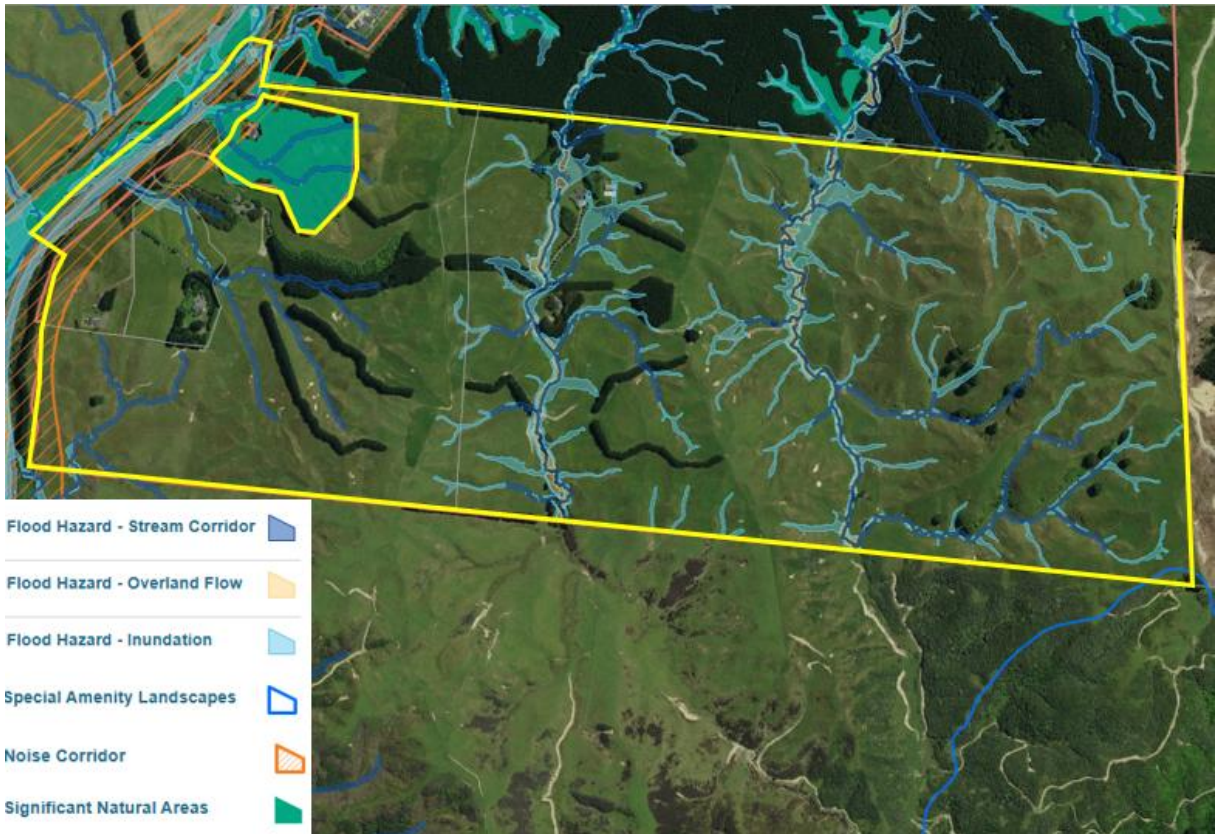 Flood Hazard - Stream Corridor
Flood Hazard - Overland Flow
Flood Hazard - Inundation
Special Amenity Landscapes
Noise Corridor
Significant Natural Areas